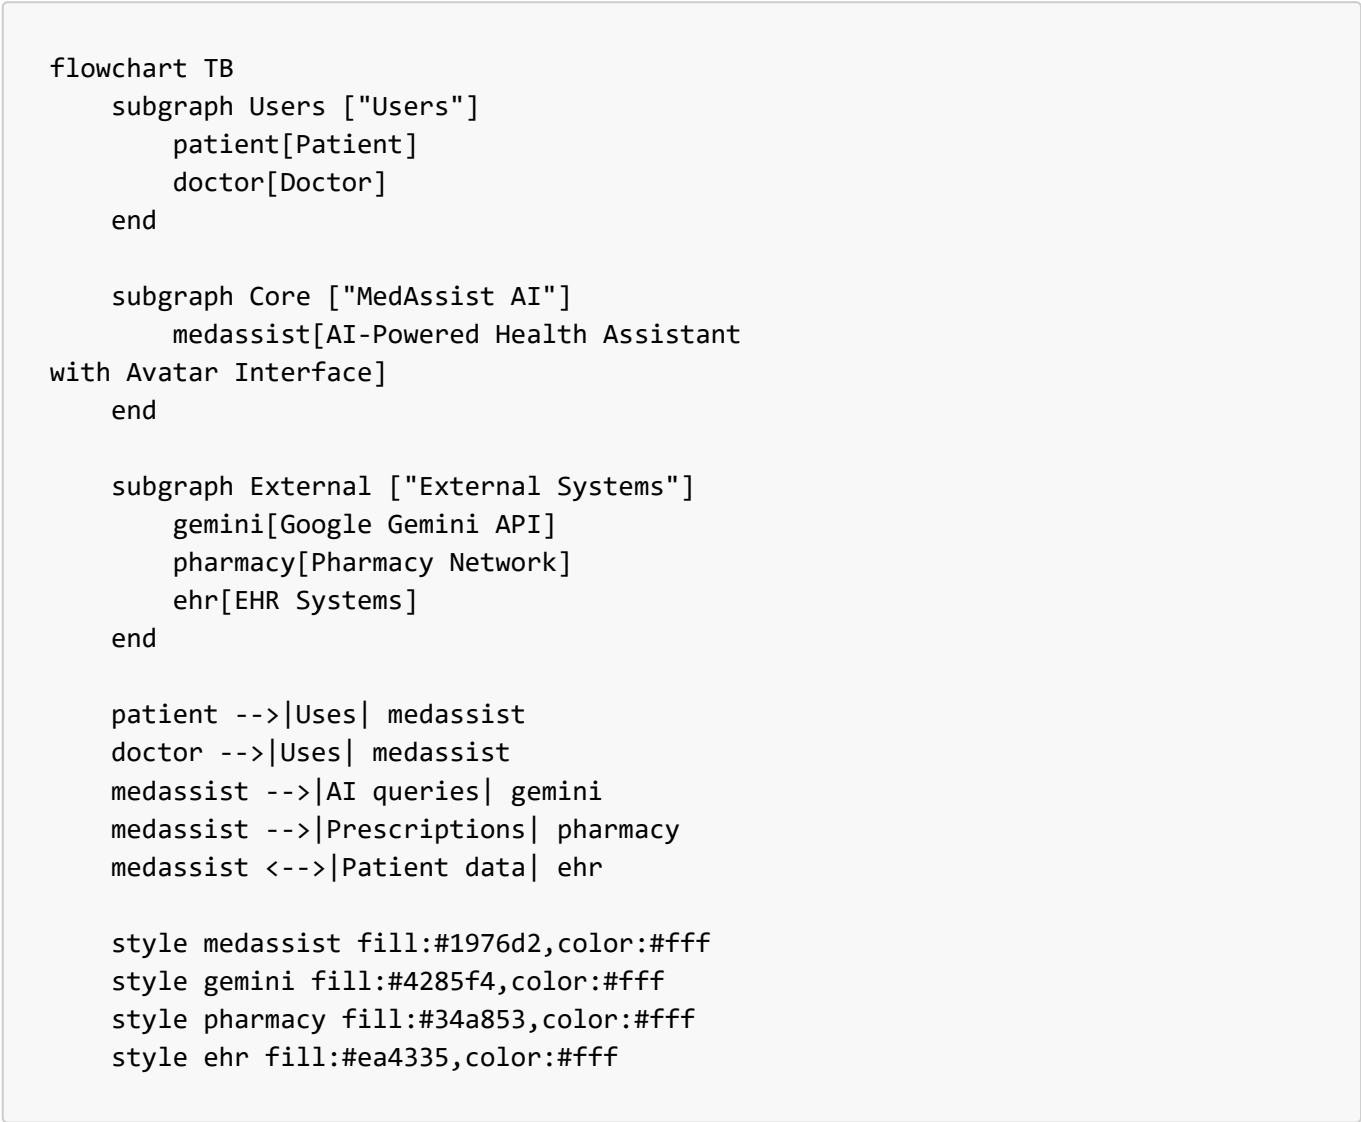 flowchart TB
    subgraph Users ["Users"]
        patient[Patient]
        doctor[Doctor]
    end

    subgraph Core ["MedAssist AI"]
        medassist[AI-Powered Health Assistant
with Avatar Interface]
    end

    subgraph External ["External Systems"]
        gemini[Google Gemini API]
        pharmacy[Pharmacy Network]
        ehr[EHR Systems]
    end

    patient -->|Uses| medassist
    doctor -->|Uses| medassist
    medassist -->|AI queries| gemini
    medassist -->|Prescriptions| pharmacy
    medassist <-->|Patient data| ehr

    style medassist fill:#1976d2,color:#fff
    style gemini fill:#4285f4,color:#fff
    style pharmacy fill:#34a853,color:#fff
    style ehr fill:#ea4335,color:#fff